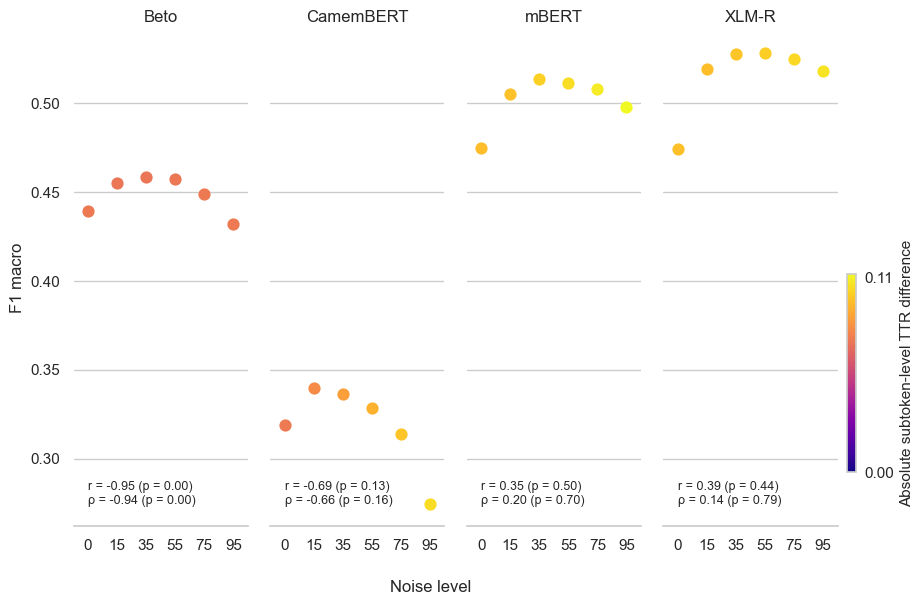 Beto CamemBERT mBERT XLM-R
F1 macro
0.50
0.45
0.40
0.35
0.30
r = -0.95 (p = 0.00)
ρ = -0.94 (p = 0.00)
r = -0.69 (p = 0.13)
ρ = -0.66 (p = 0.16)
r = 0.35 (p = 0.50)
ρ = 0.20 (p = 0.70)
r = 0.39 (p = 0.44)
ρ = 0.14 (p = 0.79)
0 15 35 55 75 95 0 15 35 55 75 95 0 15 35 55 75 95 0 15 35 55 75 95
Noise level
0.11
0.00
Absolute subtoken-level TTR difference